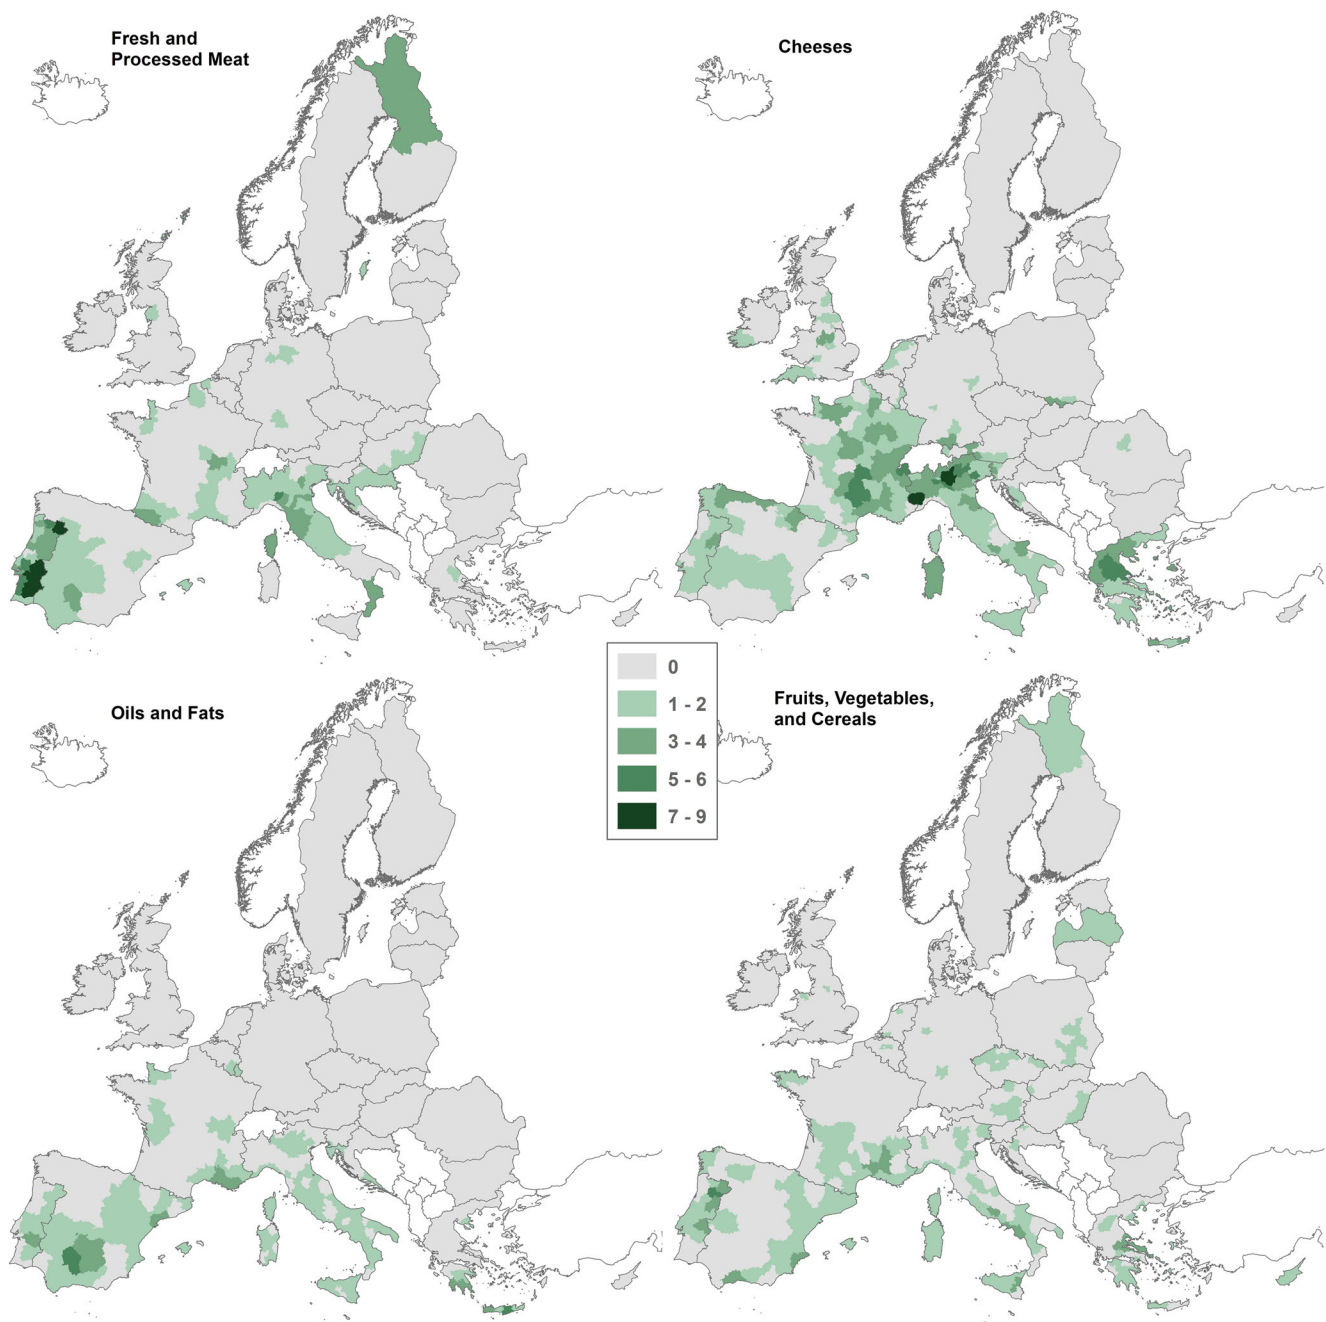 Fresh and
Processed Meat
Cheeses
0
1 - 2
3 - 4
5 - 6
7 - 9
Oils and Fats
Fruits, Vegetables,
and Cereals